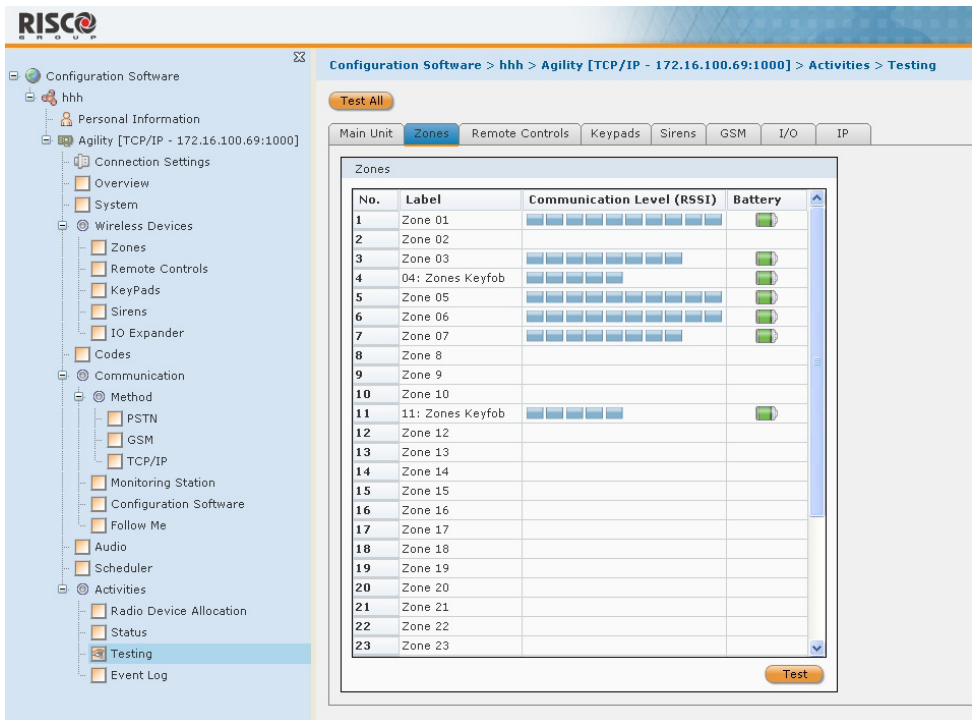 RISCO
GROUP
Configuration Software
hhh
Personal Information
Agility [TCP/IP - 172.16.100.69:1000]
Connection Settings
Overview
System
Wireless Devices
Zones
Remote Controls
KeyPads
Sirens
IO Expander
Codes
Communication
Method
PSTN
GSM
TCP/IP
Monitoring Station
Configuration Software
Follow Me
Audio
Scheduler
Activities
Radio Device Allocation
Status
Testing
Event Log
Configuration Software > hhh > Agility [TCP/IP - 172.16.100.69:1000] > Activities > Testing
Test All
Main Unit Zones Remote Controls Keypads Sirens GSM I/O IP
Zones
No. Label Communication Level (RSSI) Battery
1 Zone 01
2 Zone 02
3 Zone 03
4 04: Zones Keyfob
5 Zone 05
6 Zone 06
7 Zone 07
8 Zone 8
9 Zone 9
10 Zone 10
11 11: Zones Keyfob
12 Zone 12
13 Zone 13
14 Zone 14
15 Zone 15
16 Zone 16
17 Zone 17
18 Zone 18
19 Zone 19
20 Zone 20
21 Zone 21
22 Zone 22
23 Zone 23
Test